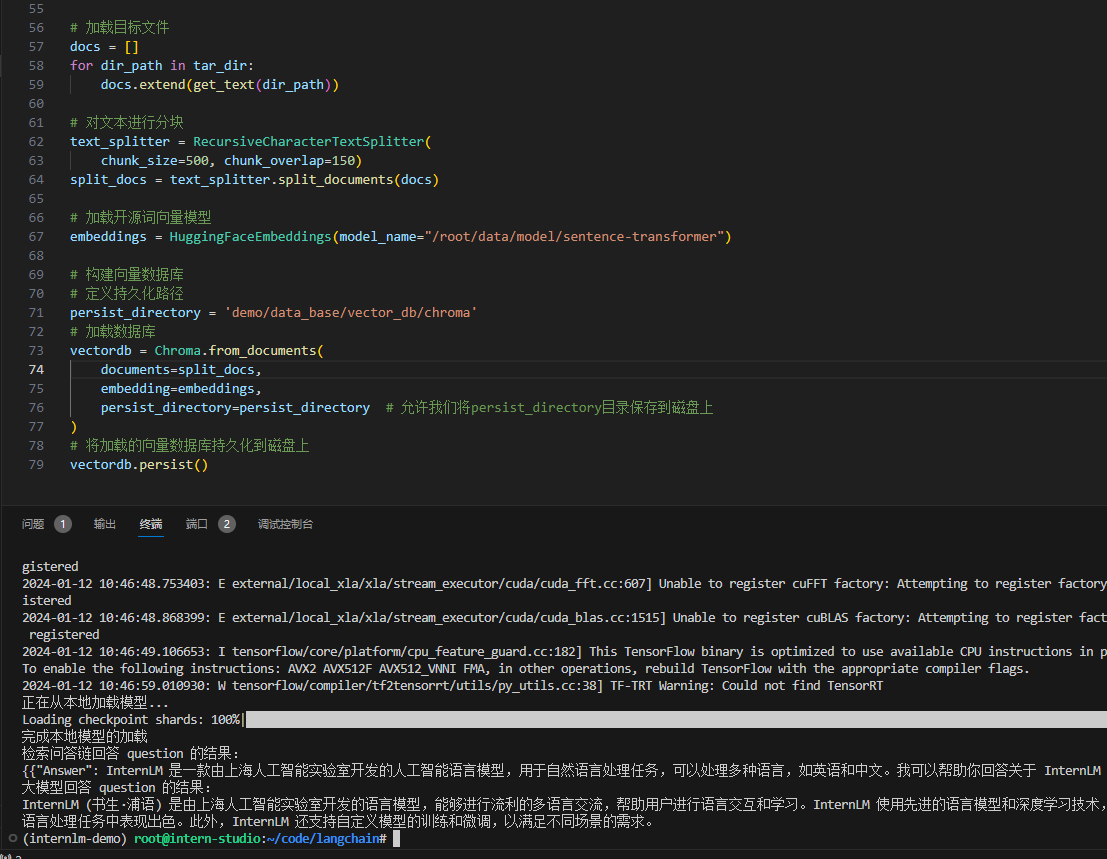 55
56 # 加载目标文件
57 docs = []
58 for dir_path in tar_dir:
59 docs.extend(get_text(dir_path))
60
61 # 对文本进行分块
62 text_splitter = RecursiveCharacterTextSplitter(
63 chunk_size=500, chunk_overlap=150)
64 split_docs = text_splitter.split_documents(docs)
65
66 # 加载开源词向量模型
67 embeddings = HuggingFaceEmbeddings(model_name="/root/data/model/sentence-transformer")
68
69 # 构建向量数据库
70 # 定义持久化路径
71 persist_directory = 'demo/data_base/vector_db/chroma'
72 # 加载数据库
73 vectordb = Chroma.from_documents(
74 documents=split_docs,
75 embedding=embeddings,
76 persist_directory=persist_directory # 允许我们将persist_directory目录保存到磁盘上
77 )
78 # 将加载的向量数据库持久化到磁盘上
79 vectordb.persist()
问题 1 输出 终端 端口 2 调试控制台
gistered
2024-01-12 10:46:48.753403: E external/local_xla/xla/stream_executor/cuda/cuda_fft.cc:607] Unable to register cuFFT factory: Attempting to register factory
istered
2024-01-12 10:46:48.868399: E external/local_xla/xla/stream_executor/cuda/cuda_blas.cc:1515] Unable to register cuBLAS factory: Attempting to register fact
registered
2024-01-12 10:46:49.106653: I tensorflow/core/platform/cpu_feature_guard.cc:182] This TensorFlow binary is optimized to use available CPU instructions in p
To enable the following instructions: AVX2 AVX512F AVX512_VNNI FMA, in other operations, rebuild TensorFlow with the appropriate compiler flags.
2024-01-12 10:46:59.010930: W tensorflow/compiler/tf2tensorrt/utils/py_utils.cc:38] TF-TRT Warning: Could not find TensorRT
正在从本地加载模型...
Loading checkpoint shards: 100%|
完成本地模型的加载
检索问答链回答 question 的结果:
{{"Answer": InternLM 是一款由上海人工智能实验室开发的人工智能语言模型，用于自然语言处理任务，可以处理多种语言，如英语和中文。我可以帮助你回答关于 InternLM
大模型回答 question 的结果:
InternLM (书生·浦语) 是由上海人工智能实验室开发的语言模型，能够进行流利的多语言交流，帮助用户进行语言交互和学习。InternLM 使用先进的语言模型和深度学习技术，
语言处理任务中表现出色。此外，InternLM 还支持自定义模型的训练和微调，以满足不同场景的需求。
(internlm-demo) root@intern-studio:~/code/langchain#